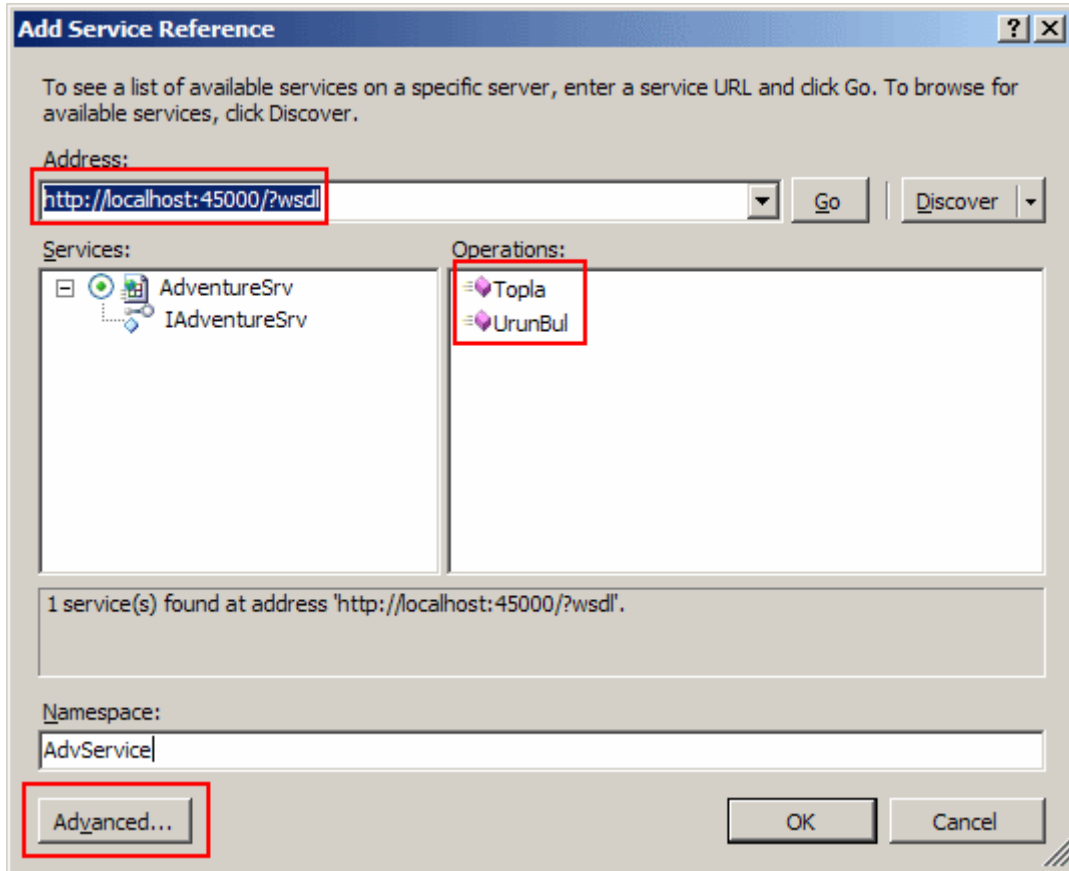 Add Service Reference
To see a list of available services on a specific server, enter a service URL and click Go. To browse for
available services, click Discover.
Address:
http://localhost:45000/?wsdl
Go
Discover
Services:
Operations:
AdventureSrv
IAdventureSrv
Topla
UrunBul
1 service(s) found at address 'http://localhost:45000/?wsdl'.
Namespace:
AdvService
Advanced...
OK
Cancel